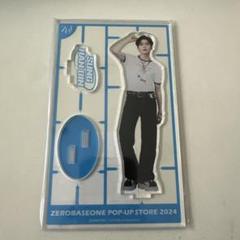 SUNG
HANBIN
ZEROBASEONE POP-UP STORE 2024